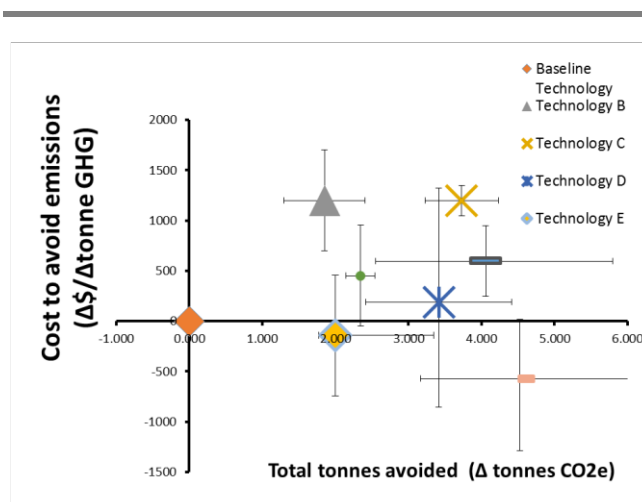 Baseline
Technology
Technology B
Technology C
Technology D
Technology E
Cost to avoid emissions
(Δ$/Δtonne GHG)
2000
1500
1000
500
0
-500
-1000
-1500
-1.000 0.000 1.000 2.000 3.000 4.000 5.000 6.000
Total tonnes avoided (Δ tonnes CO2e)